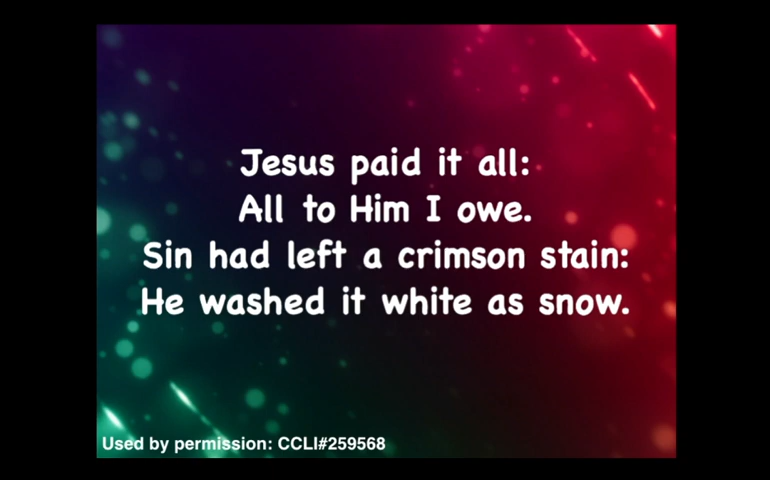 Jesus paid it all:
All to Him I owe.
Sin had left a crimson stain:
He washed it white as snow.
Used by permission: CCLI#259568